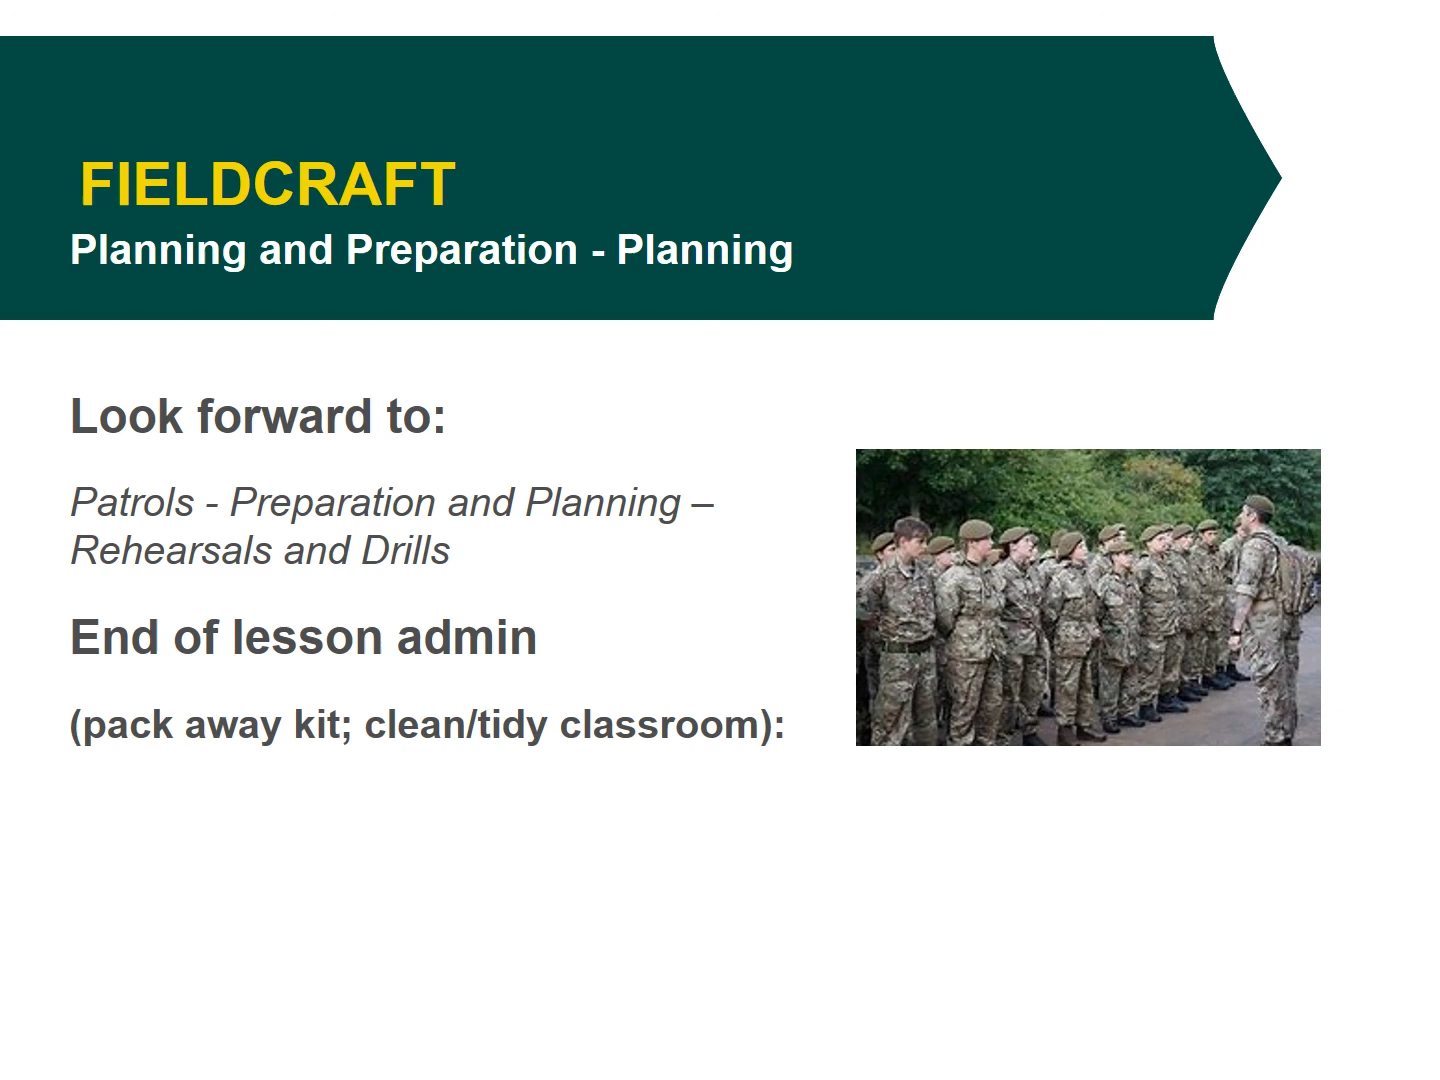 FIELDCRAFT
Planning and Preparation - Planning
Look forward to:
Patrols - Preparation and Planning –
Rehearsals and Drills
End of lesson admin
(pack away kit; clean/tidy classroom):